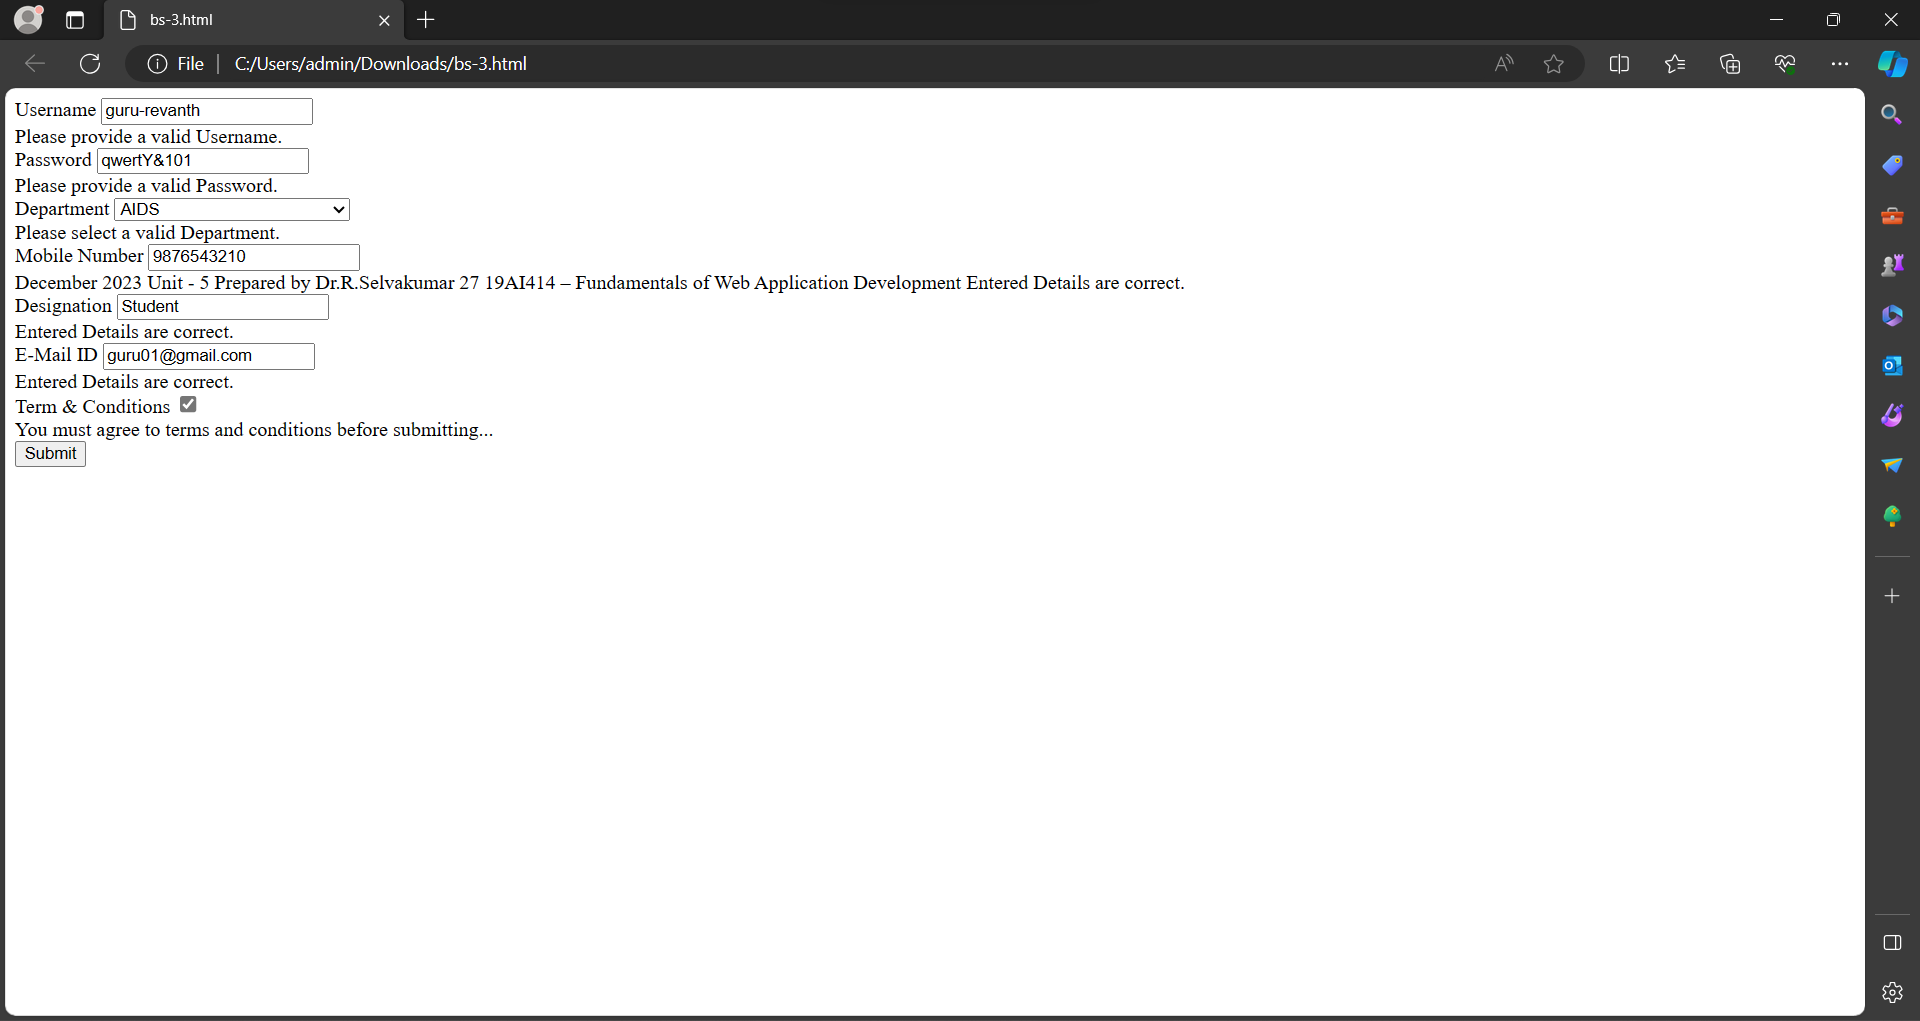 bs-3.html
File C:/Users/admin/Downloads/bs-3.html
Username guru-revanth
Please provide a valid Username.
Password qwertY&101
Please provide a valid Password.
Department AIDS
Please select a valid Department.
Mobile Number 9876543210
December 2023 Unit - 5 Prepared by Dr.R.Selvakumar 27 19AI414 – Fundamentals of Web Application Development Entered Details are correct.
Designation Student
Entered Details are correct.
E-Mail ID guru01@gmail.com
Entered Details are correct.
Term & Conditions
You must agree to terms and conditions before submitting...
Submit